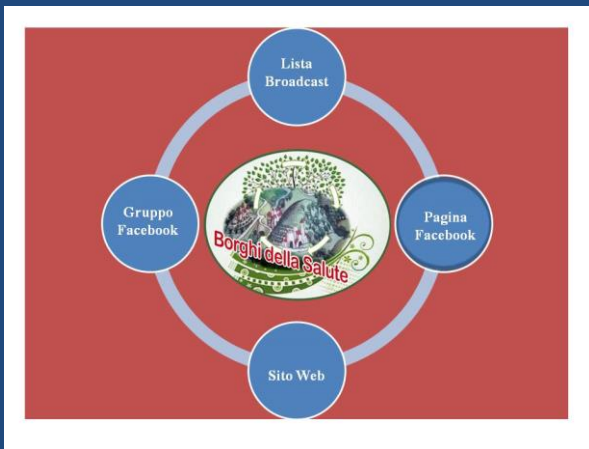 Lista
Broadcast
Gruppo
Facebook
Pagina
Facebook
Borghi della Salute
Sito Web